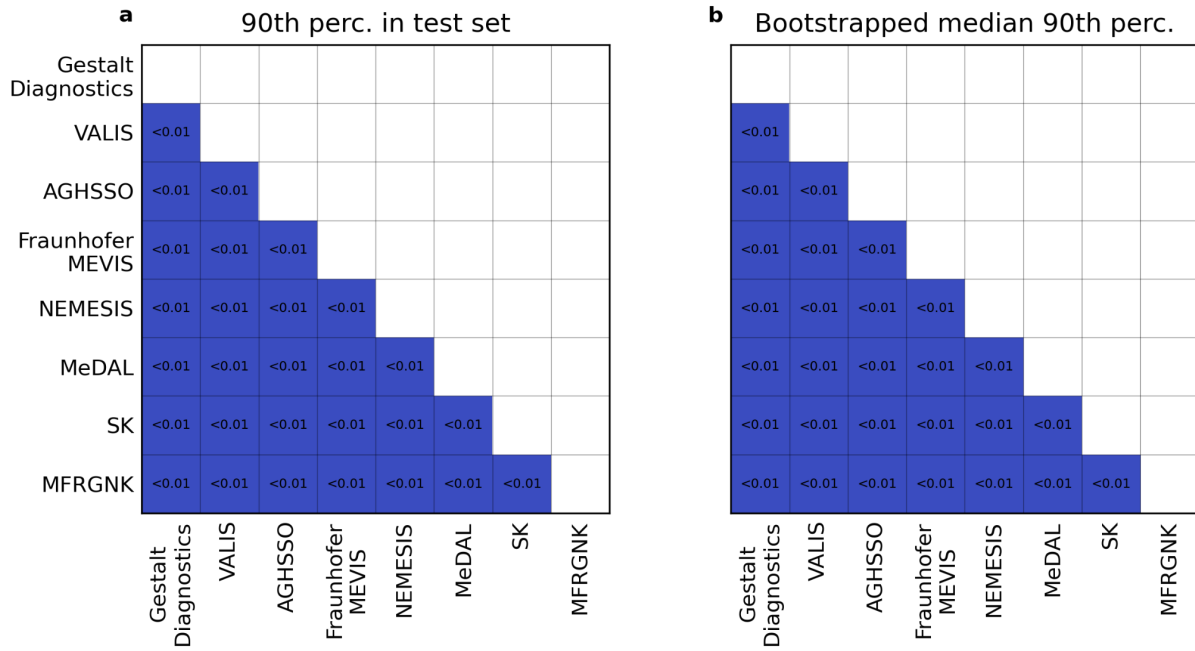 a 90th perc. in test set
b Bootstrapped median 90th perc.
Gestalt
Diagnostics
VALIS
<0.01 <0.01
AGHSSO
<0.01 <0.01 <0.01 <0.01
Fraunhofer
MEVIS
<0.01 <0.01 <0.01 <0.01 <0.01 <0.01
NEMESIS
<0.01 <0.01 <0.01 <0.01 <0.01 <0.01 <0.01 <0.01
MeDAL
<0.01 <0.01 <0.01 <0.01 <0.01 <0.01 <0.01 <0.01 <0.01 <0.01
SK
<0.01 <0.01 <0.01 <0.01 <0.01 <0.01 <0.01 <0.01 <0.01 <0.01 <0.01 <0.01
MFRGNK
<0.01 <0.01 <0.01 <0.01 <0.01 <0.01 <0.01 <0.01 <0.01 <0.01 <0.01 <0.01 <0.01 <0.01
Gestalt
Diagnostics
VALIS
AGHSSO
Fraunhofer
MEVIS
NEMESIS
MeDAL
SK
MFRGNK
Gestalt
Diagnostics
VALIS
AGHSSO
Fraunhofer
MEVIS
NEMESIS
MeDAL
SK
MFRGNK